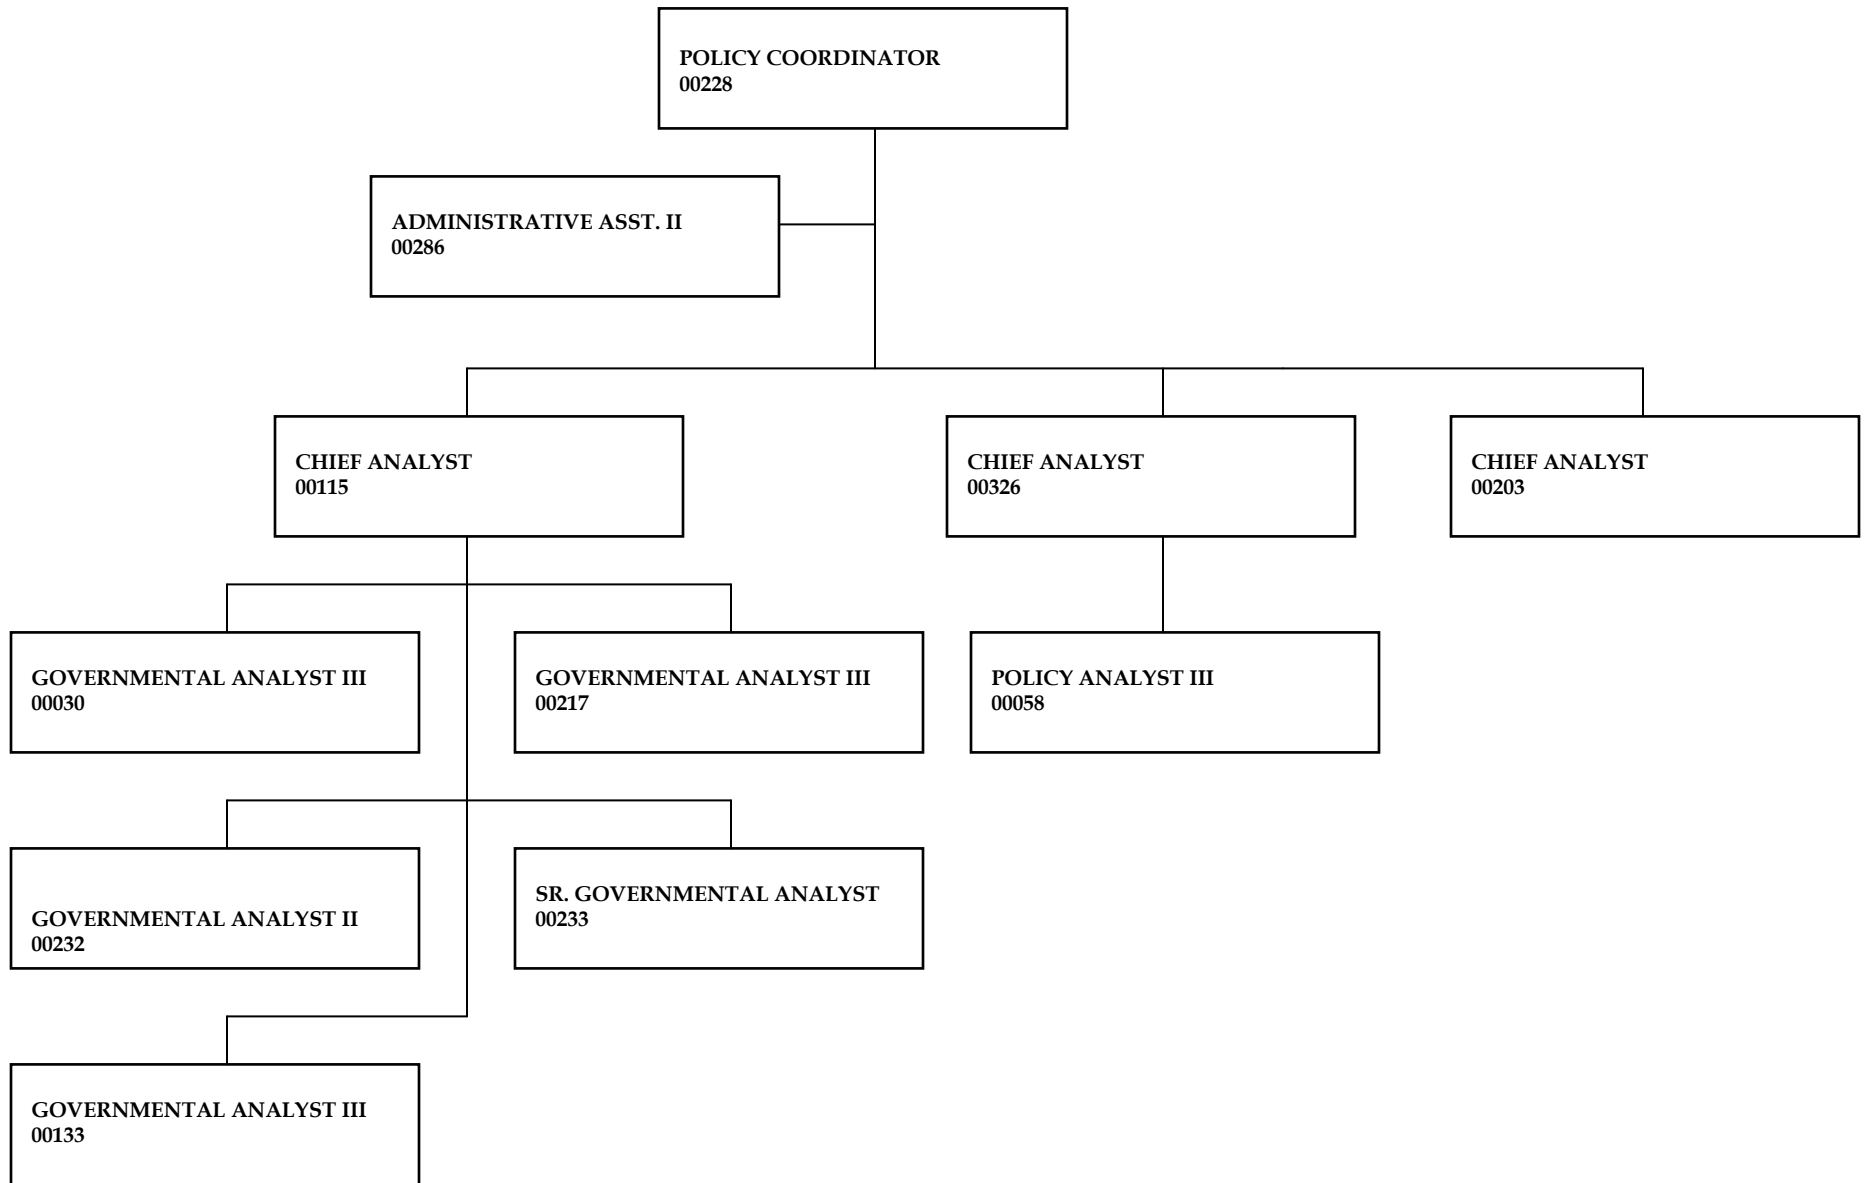 POLICY COORDINATOR
00228
ADMINISTRATIVE ASST. II
00286
CHIEF ANALYST
00115
CHIEF ANALYST
00326
CHIEF ANALYST
00203
GOVERNMENTAL ANALYST III
00030
GOVERNMENTAL ANALYST III
00217
POLICY ANALYST III
00058
GOVERNMENTAL ANALYST II
00232
SR. GOVERNMENTAL ANALYST
00233
GOVERNMENTAL ANALYST III
00133